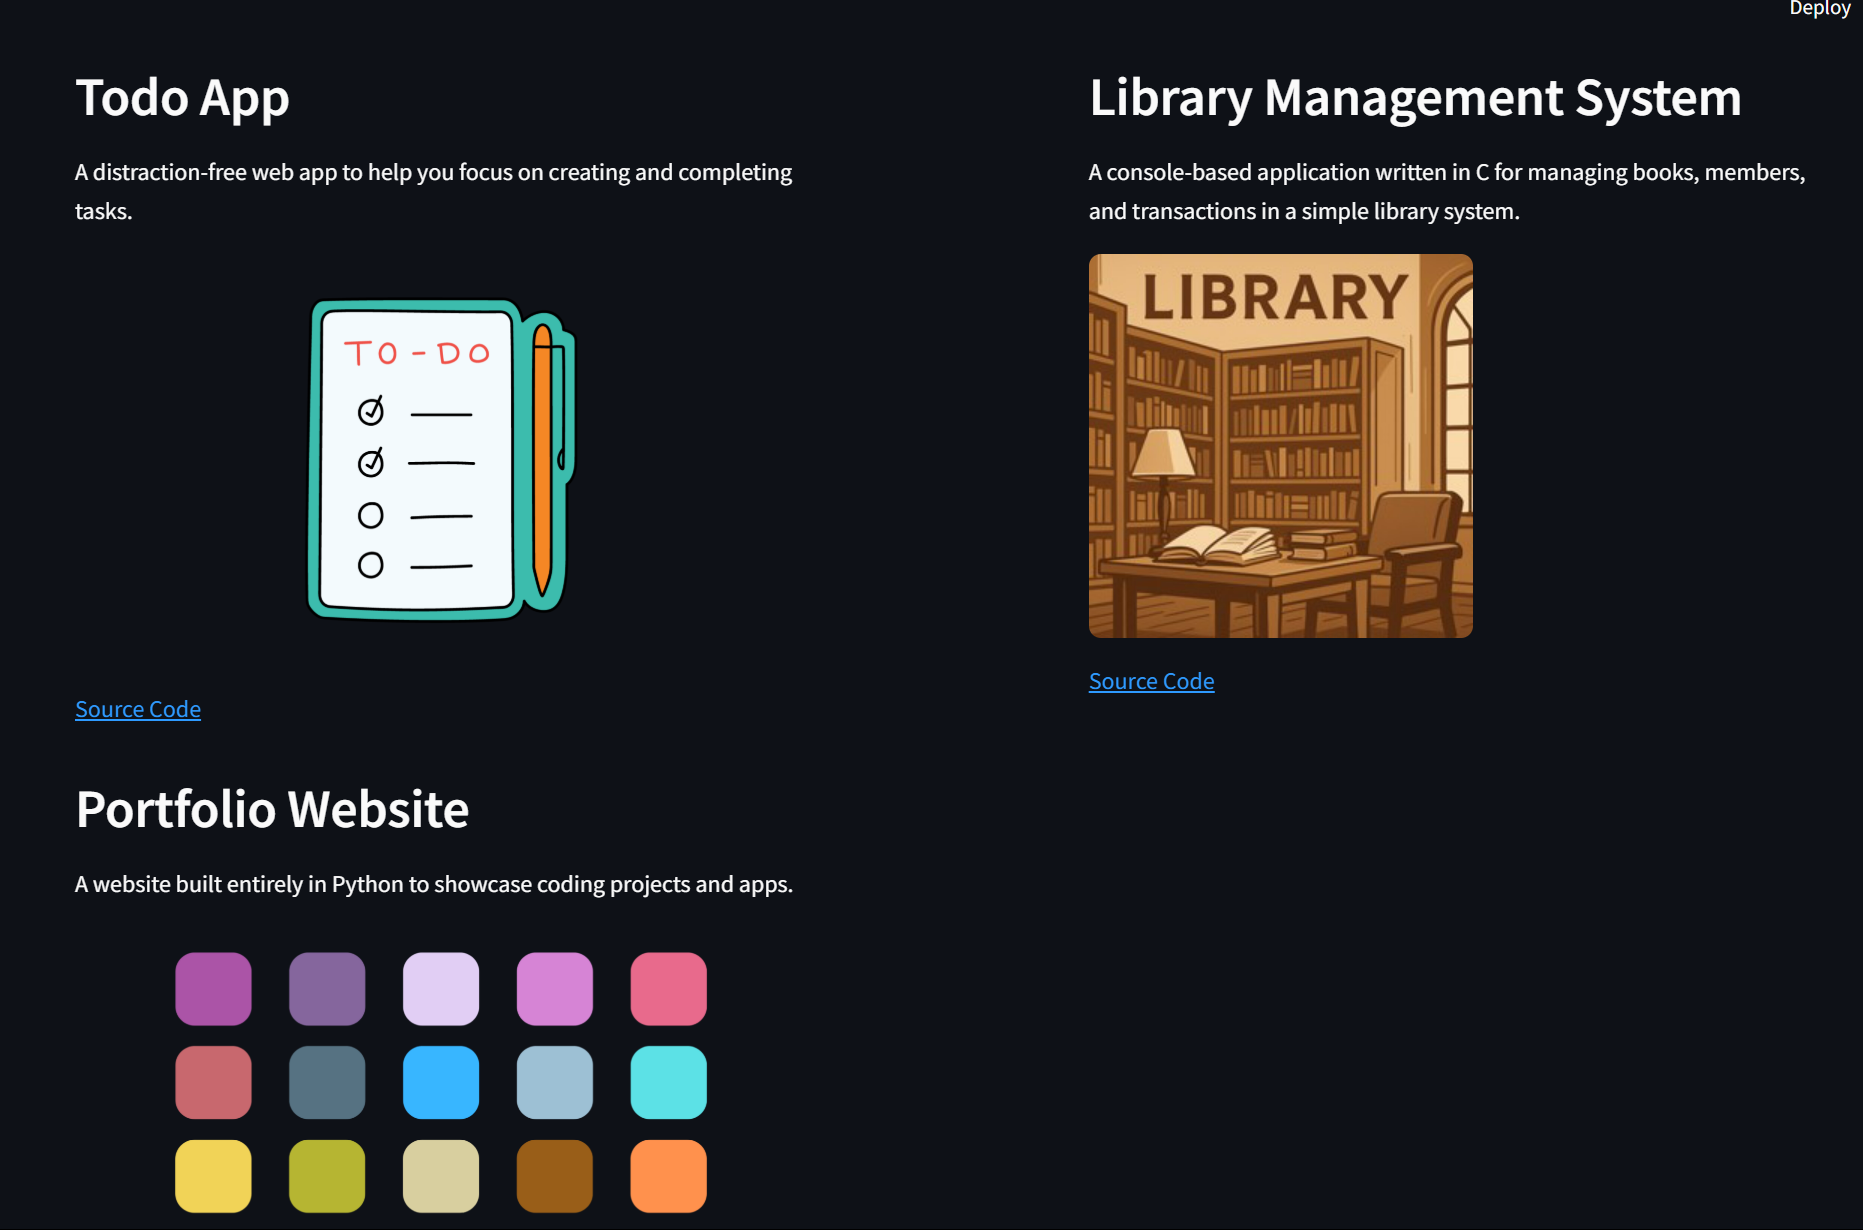 Deploy
Todo App
A distraction-free web app to help you focus on creating and completing
tasks.
TO-DO
Source Code
Library Management System
A console-based application written in C for managing books, members,
and transactions in a simple library system.
LIBRARY
Source Code
Portfolio Website
A website built entirely in Python to showcase coding projects and apps.